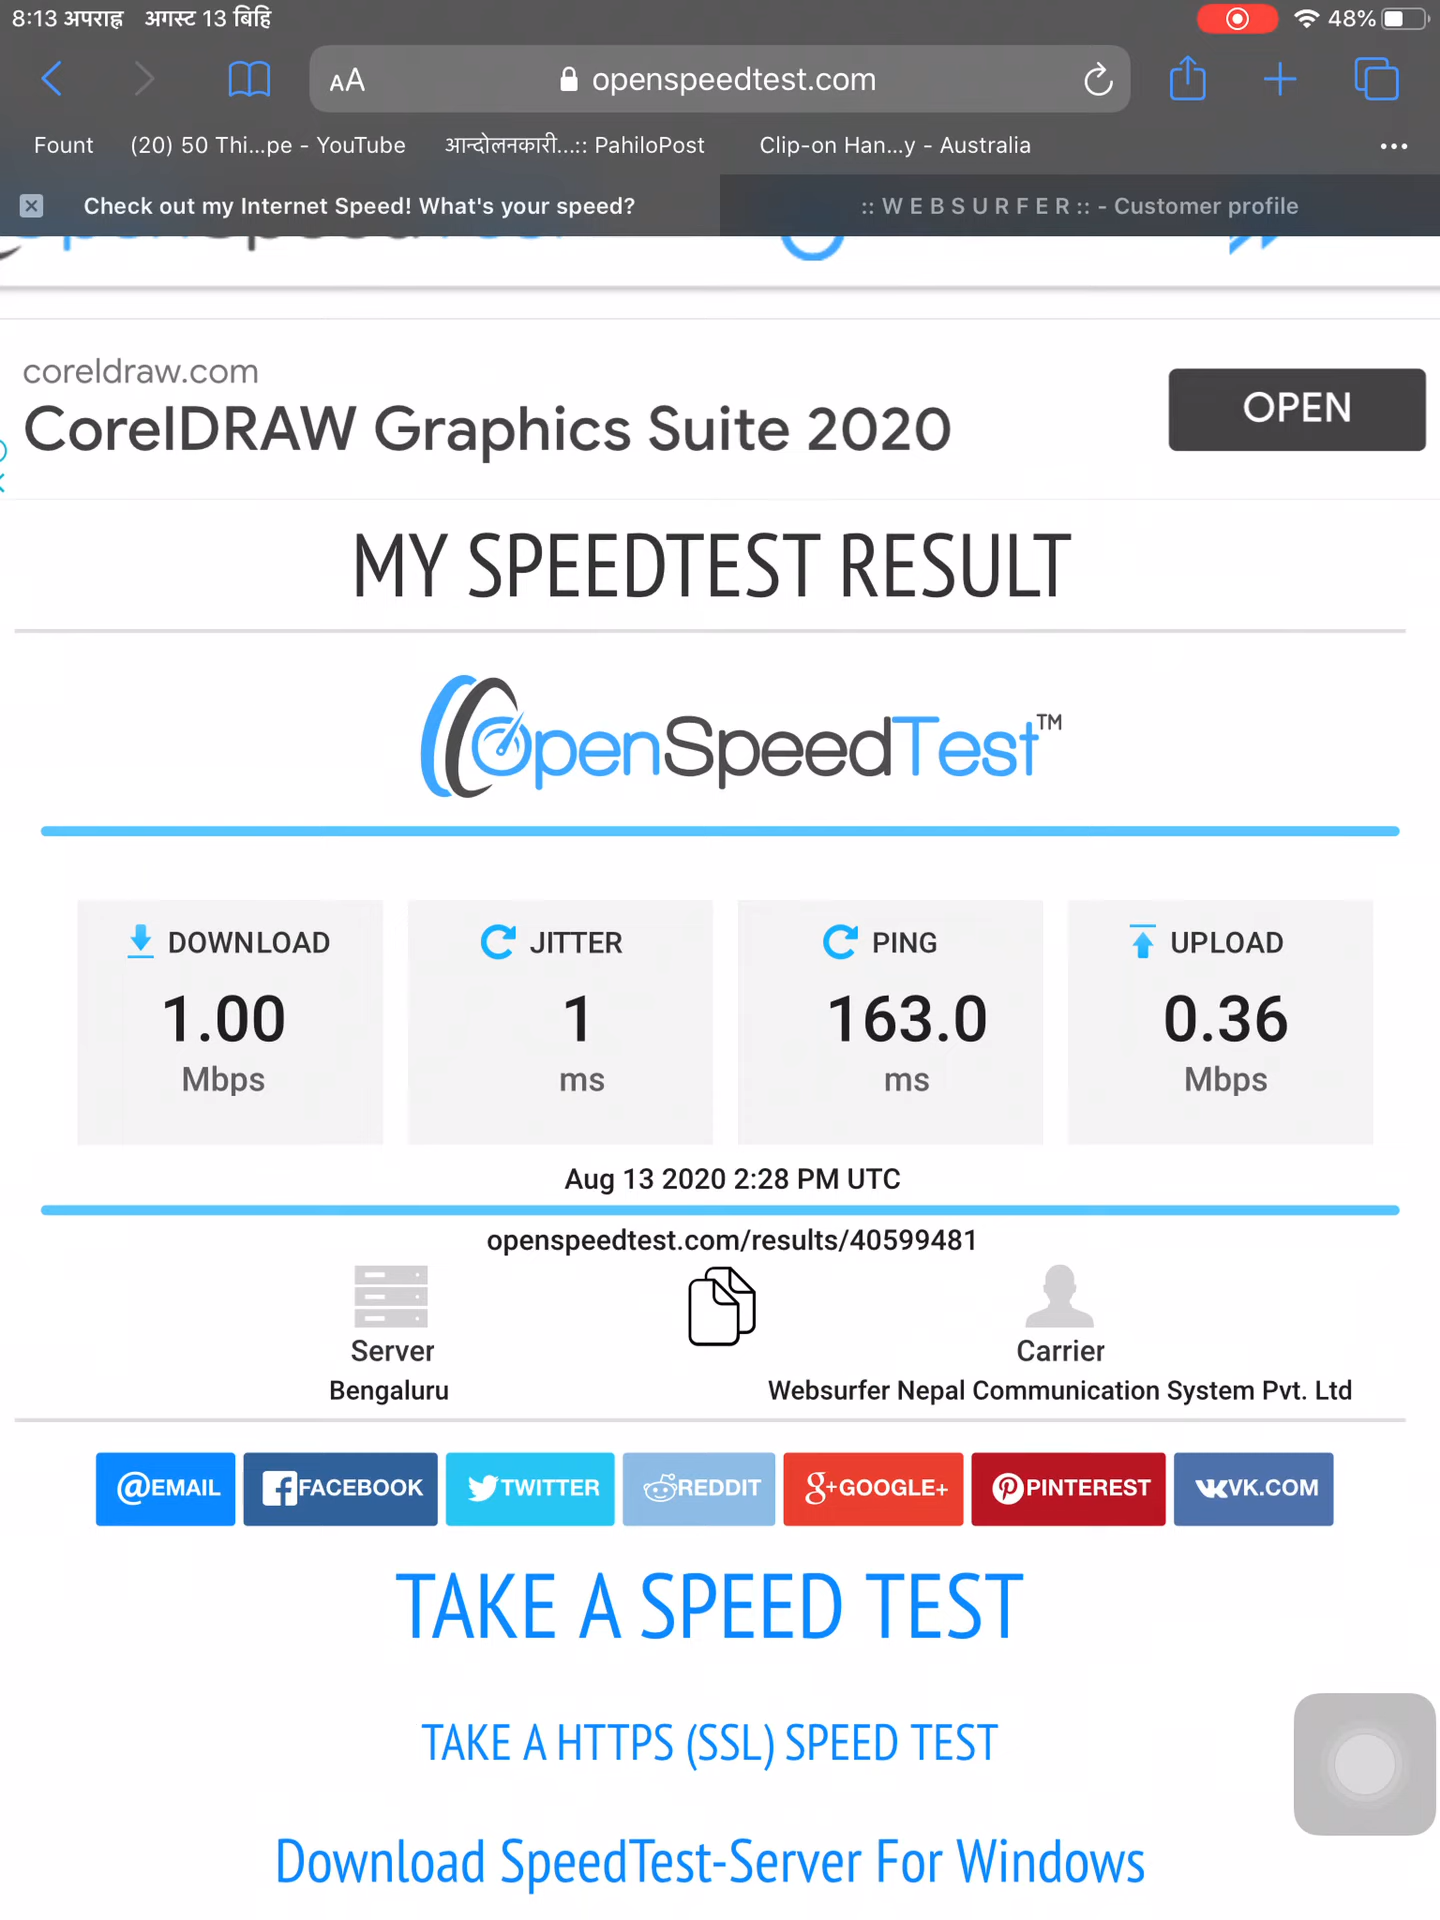 8:13 अपराह्न अगस्ट 13 बिहि 48%
AA openspeedtest.com
Fount (20) 50 Thi...pe - YouTube आन्दोलनकारी...:: PahiloPost Clip-on Han...y - Australia
Check out my Internet Speed! What's your speed? :: W E B S U R F E R :: - Customer profile
coreldraw.com
CorelDRAW Graphics Suite 2020
OPEN
MY SPEEDTEST RESULT
OpenSpeedTest™
DOWNLOAD JITTER PING UPLOAD
1.00 1 163.0 0.36
Mbps ms ms Mbps
Aug 13 2020 2:28 PM UTC
openspeedtest.com/results/40599481
Server Carrier
Bengaluru Websurfer Nepal Communication System Pvt. Ltd
@EMAIL FACEBOOK TWITTER REDDIT g+GOOGLE+ PINTEREST VK.COM
TAKE A SPEED TEST
TAKE A HTTPS (SSL) SPEED TEST
Download SpeedTest-Server For Windows